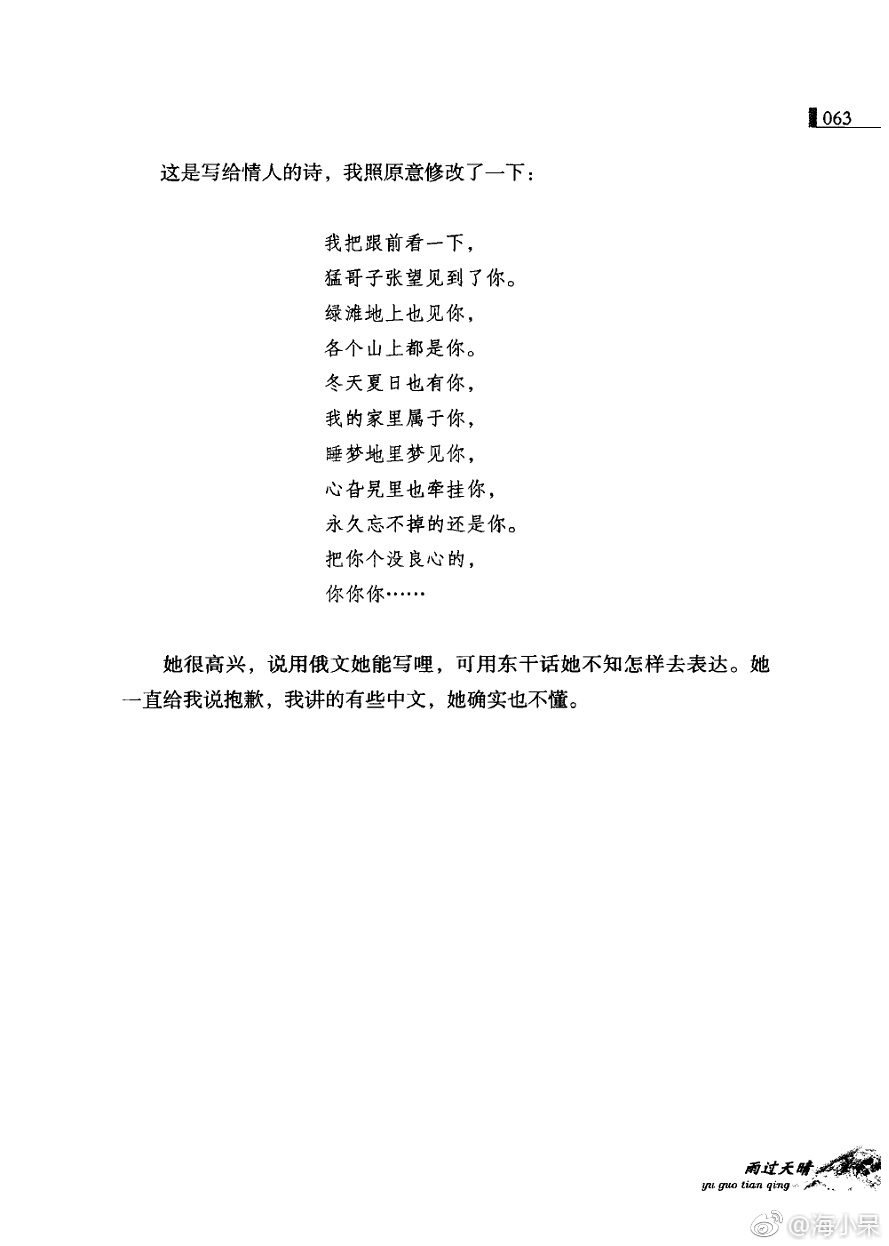 063
这是写给情人的诗，我照原意修改了一下：
我把跟前看一下，
猛哥子张望见到了你。
绿滩地上也见你，
各个山上都是你。
冬天夏日也有你，
我的家里属于你，
睡梦地里梦见你，
心旮旯里也牵挂你，
永久忘不掉的还是你。
把你个没良心的，
你你你……
她很高兴，说用俄文她能写哩，可用东干话她不知怎样去表达。她
一直给我说抱歉，我讲的有些中文，她确实也不懂。
雨过天晴
yu guo tian qing
@海小呆